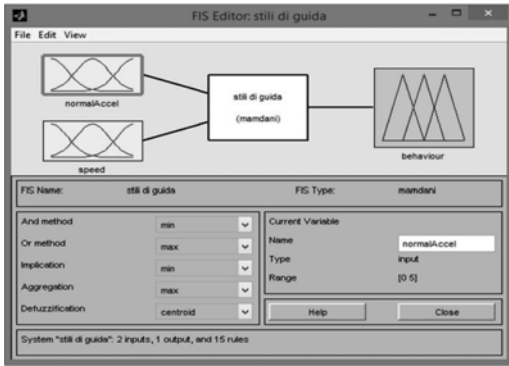 FIS Editor: stili di guida
File Edit View
normalAccel
speed
stili di guida
(mamdani)
behaviour
FIS Name: stili di guida FIS Type: mamdani
And method min
Or method max
Implication min
Aggregation max
Defuzzification centroid
Current Variable
Name normalAccel
Type input
Range [0 5]
Help Close
System "stili di guida": 2 inputs, 1 output, and 15 rules